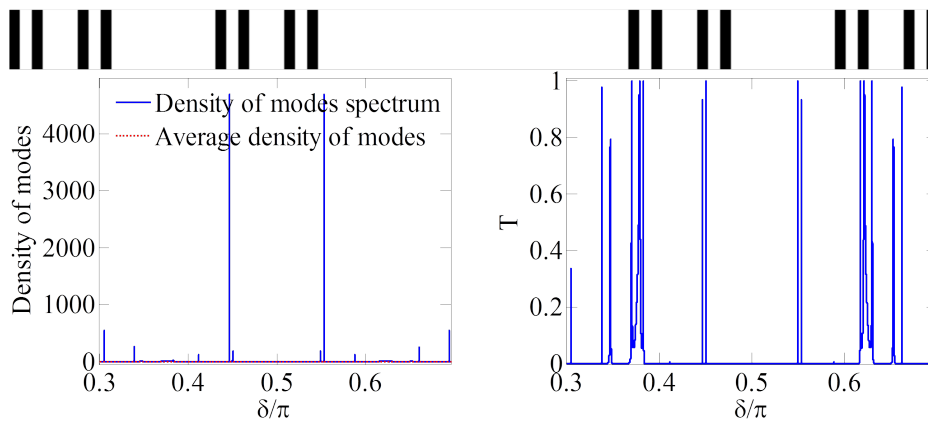 Density of modes spectrum
Average density of modes
Density of modes
4000
3000
2000
1000
0
0.3 0.4 0.5 0.6
δ/π
T
1
0.8
0.6
0.4
0.2
0
0.3 0.4 0.5 0.6
δ/π